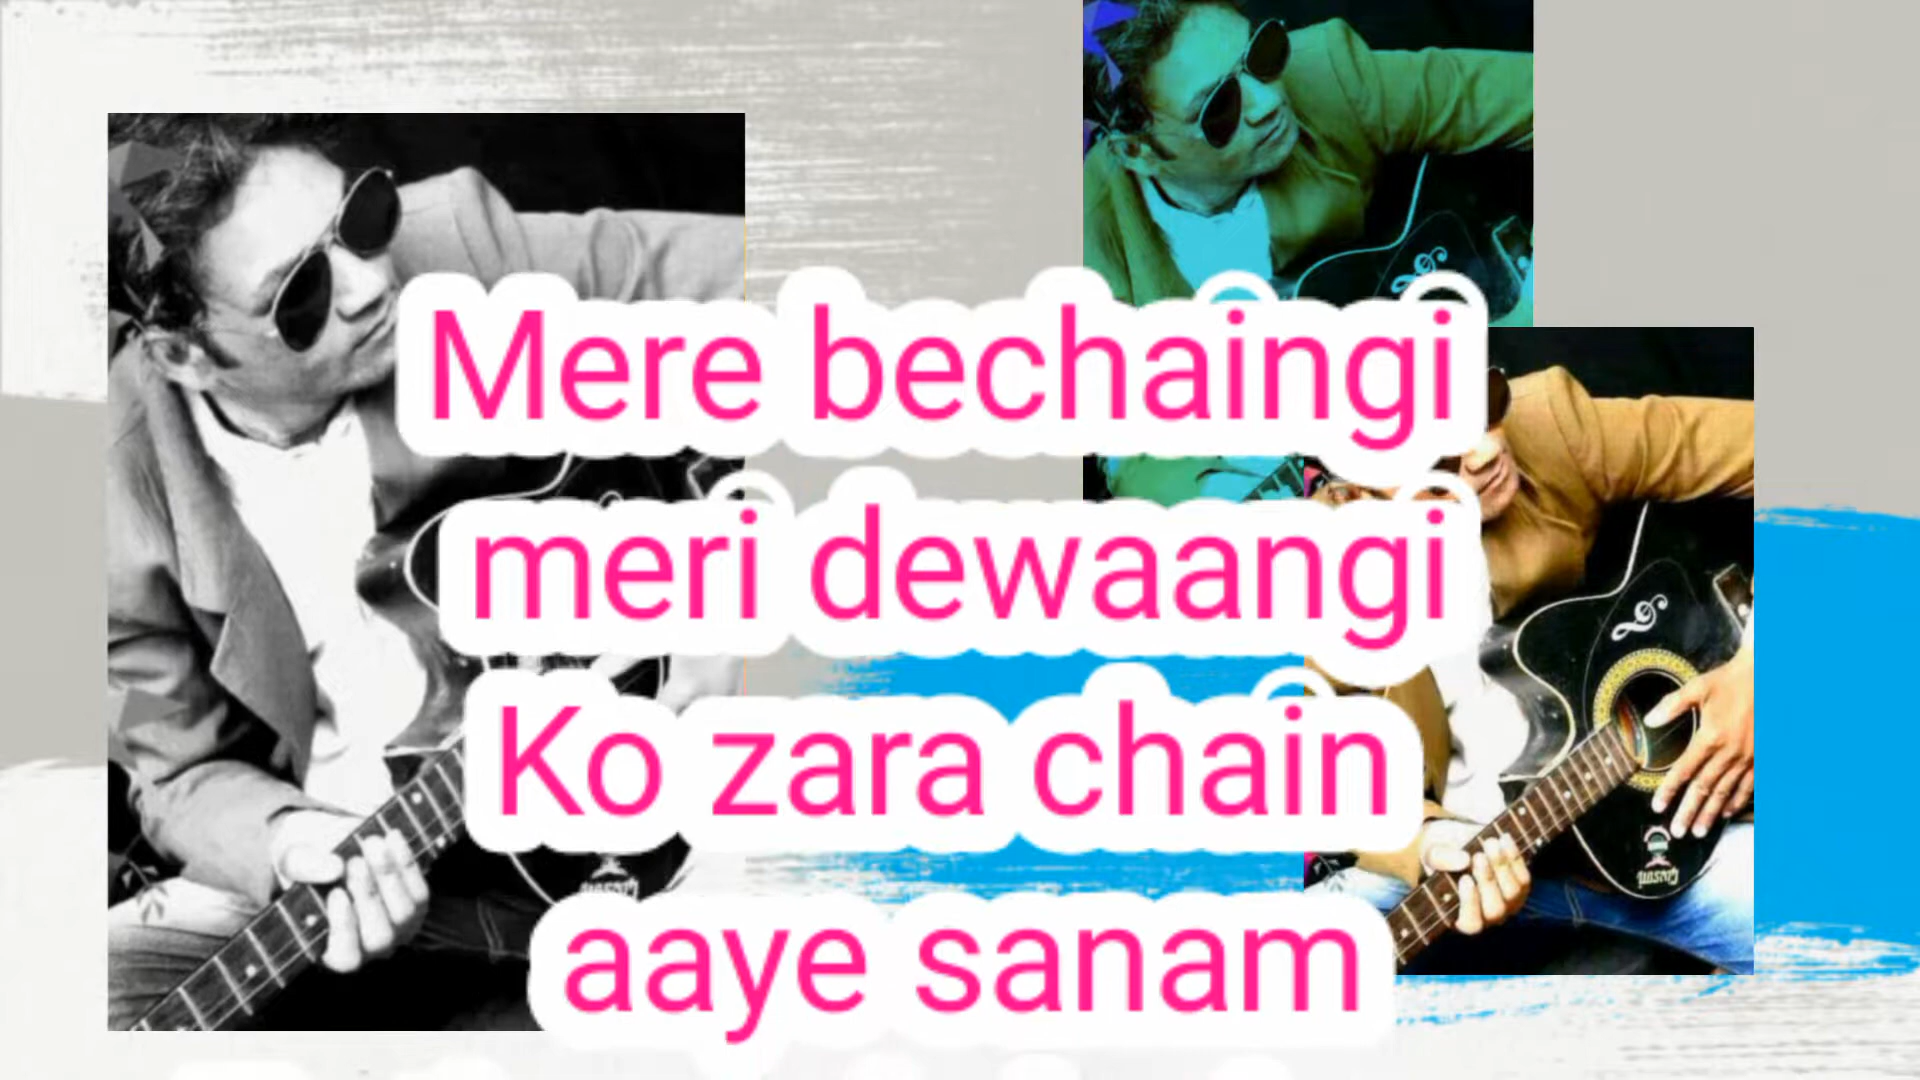 Mere bechaingi
meri dewaangi
Ko zara chain
aaye sanam